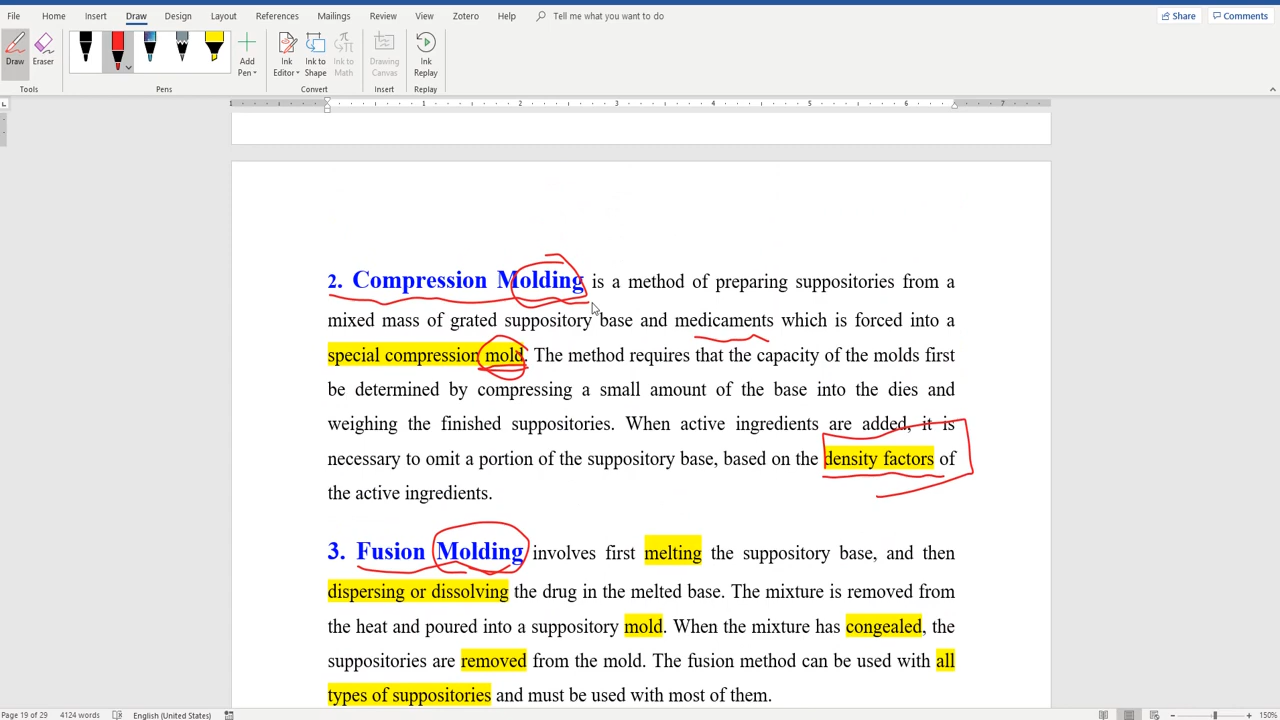 File Home Insert Draw Design Layout References Mailings Review View Zotero Help Tell me what you want to do Share Comments
Draw Eraser Add Pen Ink Editor Ink to Shape Ink to Math Drawing Canvas Ink Replay
Tools Pens Convert Insert Replay
1 1 2 3 4 5 6 7
2. Compression Molding is a method of preparing suppositories from a
mixed mass of grated suppository base and medicaments which is forced into a
special compression mold. The method requires that the capacity of the molds first
be determined by compressing a small amount of the base into the dies and
weighing the finished suppositories. When active ingredients are added, it is
necessary to omit a portion of the suppository base, based on the density factors of
the active ingredients.
3. Fusion Molding involves first melting the suppository base, and then
dispersing or dissolving the drug in the melted base. The mixture is removed from
the heat and poured into a suppository mold. When the mixture has congealed, the
suppositories are removed from the mold. The fusion method can be used with all
types of suppositories and must be used with most of them.
Page 19 of 29 4124 words English (United States) 150%